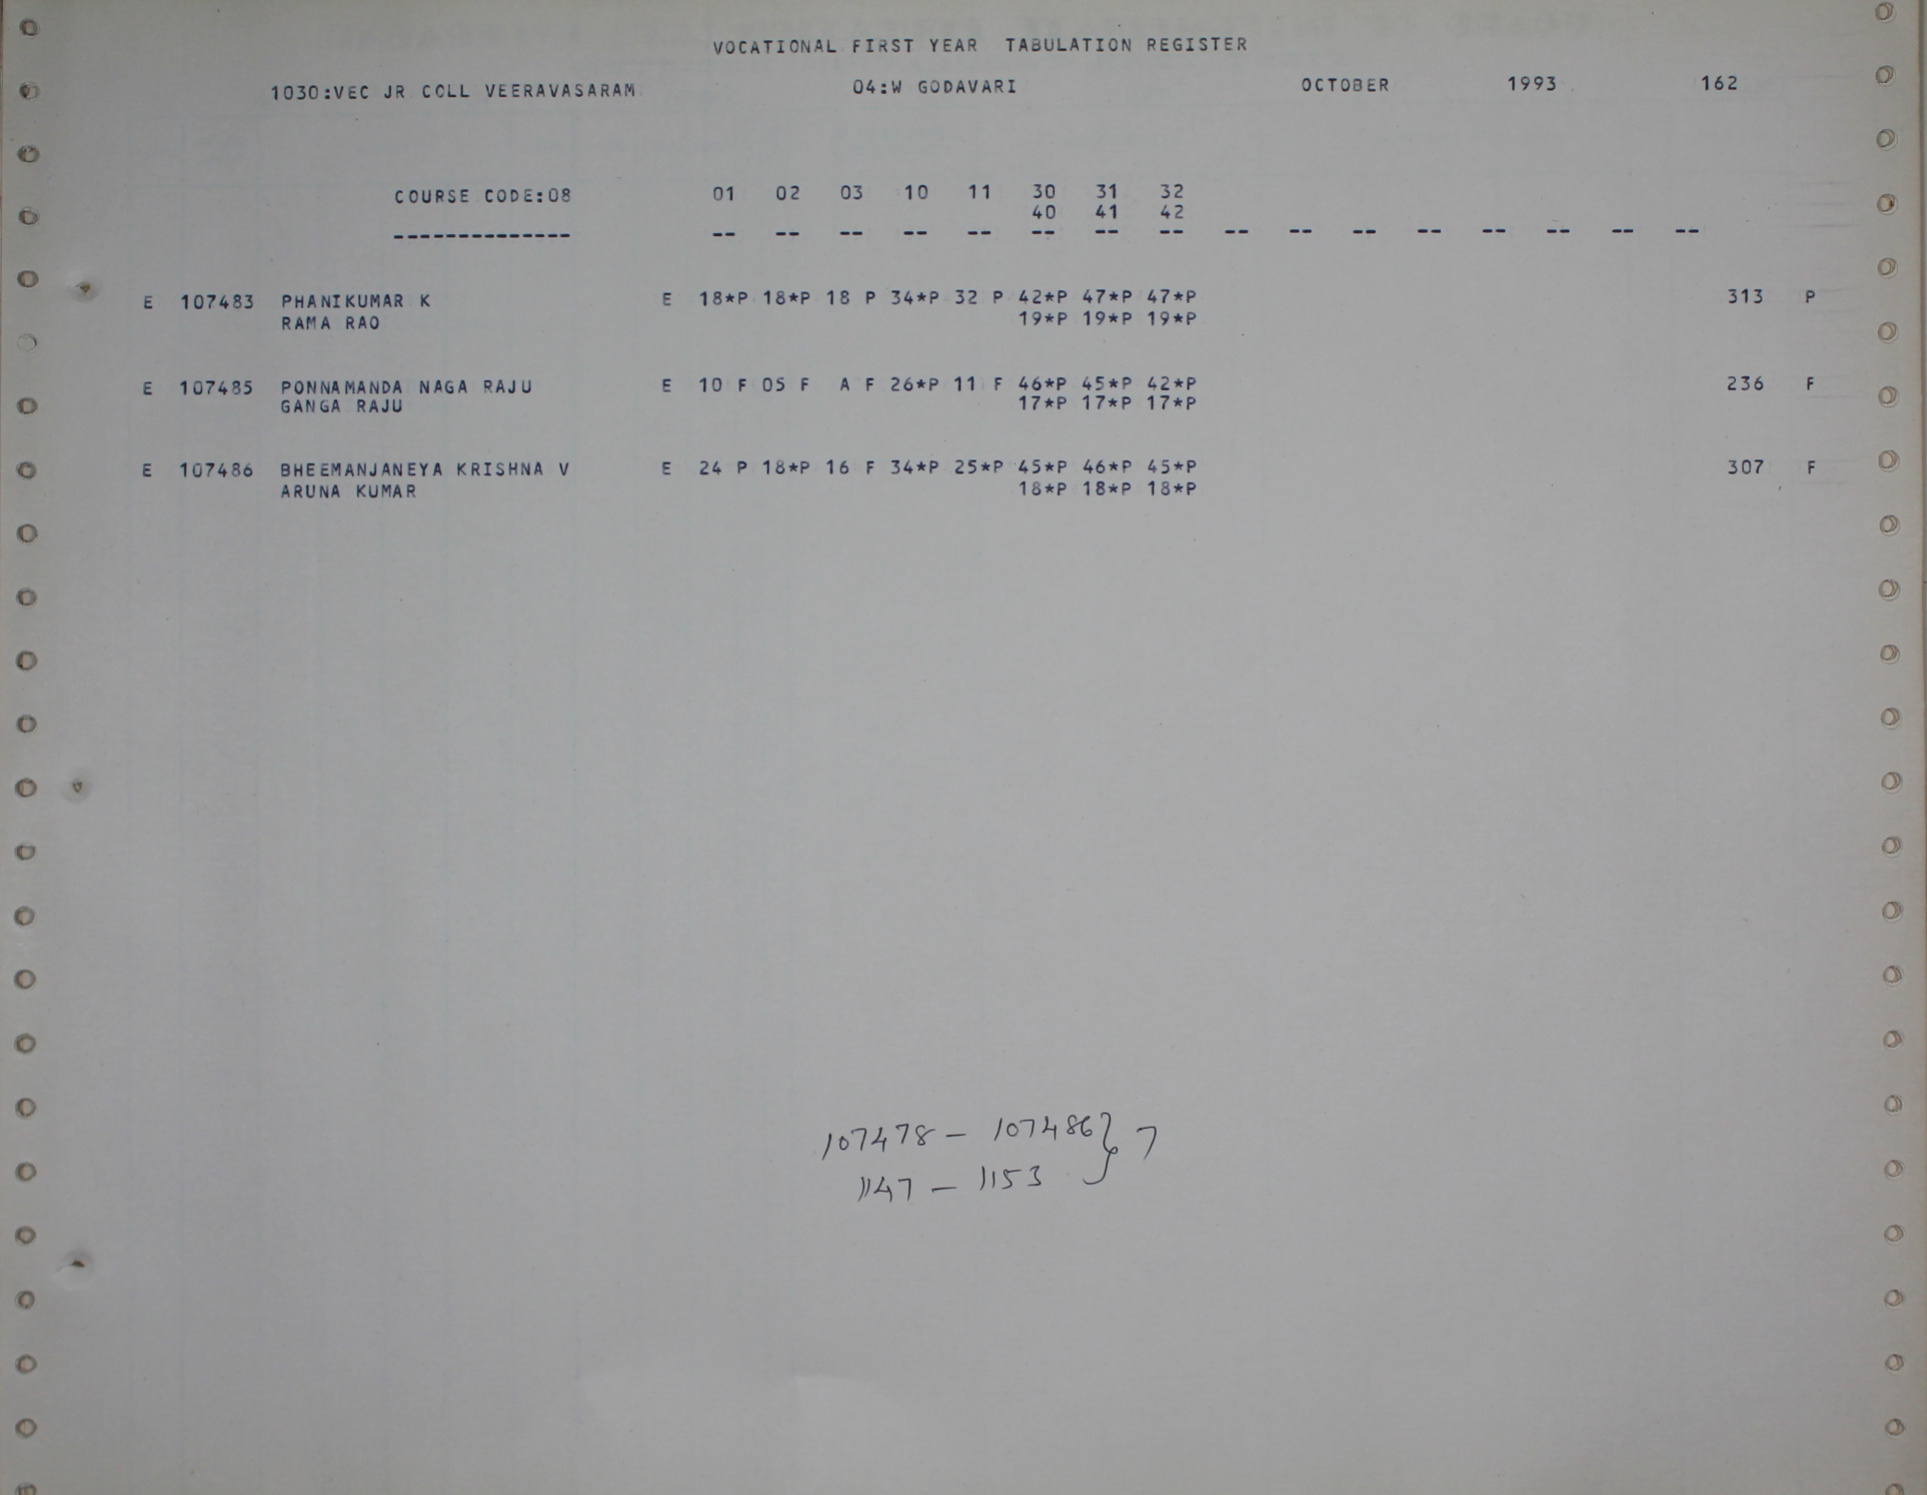 VOCATIONAL FIRST YEAR TABULATION REGISTER
1030:VEC JR COLL VEERAVASARAM 04:W GODAVARI OCTOBER 1993 162
COURSE CODE:08 01 02 03 10 11 30 31 32
40 41 42
-------------- -- -- -- -- -- -- -- -- -- -- -- -- -- -- -- --
E 107483 PHANIKUMAR K E 18*P 18*P 18 P 34*P 32 P 42*P 47*P 47*P 313 P
RAMA RAO 19*P 19*P 19*P
E 107485 PONNAMANDA NAGA RAJU E 10 F 05 F A F 26*P 11 F 46*P 45*P 42*P 236 F
GANGA RAJU 17*P 17*P 17*P
E 107486 BHEEMANJANEYA KRISHNA V E 24 P 18*P 16 F 34*P 25*P 45*P 46*P 45*P 307 F
ARUNA KUMAR 18*P 18*P 18*P
107478 - 107486 } 7
1147 - 1153